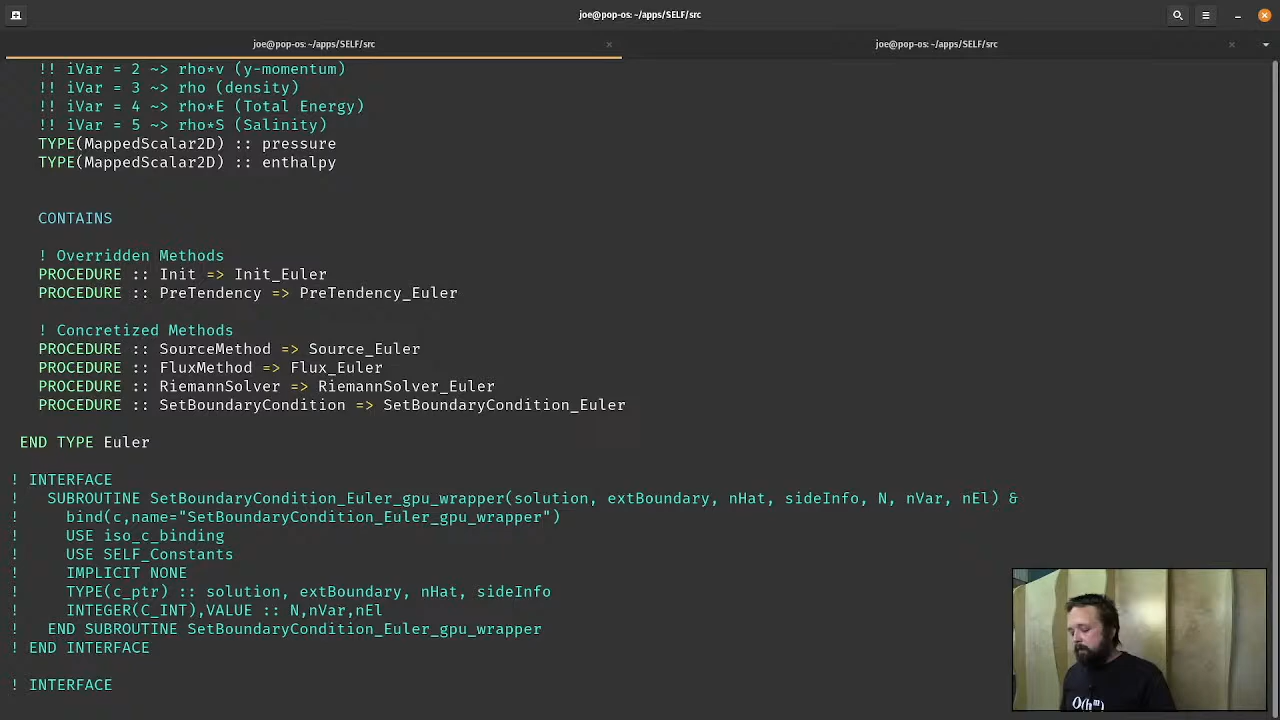 joe@pop-os: ~/apps/SELF/src
joe@pop-os: ~/apps/SELF/src
joe@pop-os: ~/apps/SELF/src
!! iVar = 2 ~> rho*v (y-momentum)
!! iVar = 3 ~> rho (density)
!! iVar = 4 ~> rho*E (Total Energy)
!! iVar = 5 ~> rho*S (Salinity)
TYPE(MappedScalar2D) :: pressure
TYPE(MappedScalar2D) :: enthalpy
CONTAINS
! Overridden Methods
PROCEDURE :: Init => Init_Euler
PROCEDURE :: PreTendency => PreTendency_Euler
! Concretized Methods
PROCEDURE :: SourceMethod => Source_Euler
PROCEDURE :: FluxMethod => Flux_Euler
PROCEDURE :: RiemannSolver => RiemannSolver_Euler
PROCEDURE :: SetBoundaryCondition => SetBoundaryCondition_Euler
END TYPE Euler
! INTERFACE
!   SUBROUTINE SetBoundaryCondition_Euler_gpu_wrapper(solution, extBoundary, nHat, sideInfo, N, nVar, nEl) &
!     bind(c,name="SetBoundaryCondition_Euler_gpu_wrapper")
!     USE iso_c_binding
!     USE SELF_Constants
!     IMPLICIT NONE
!     TYPE(c_ptr) :: solution, extBoundary, nHat, sideInfo
!     INTEGER(C_INT),VALUE :: N,nVar,nEl
!   END SUBROUTINE SetBoundaryCondition_Euler_gpu_wrapper
! END INTERFACE
! INTERFACE
O(hᵐ)